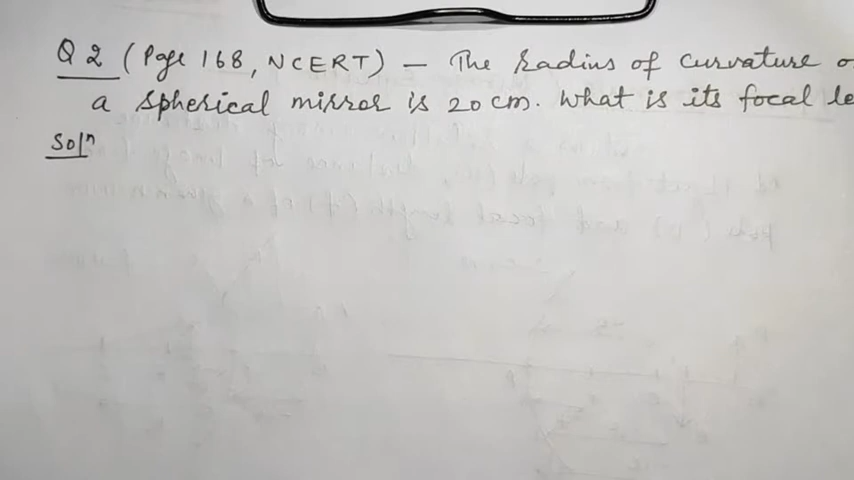 Q 2 (Page 168, NCERT) - The Radius of curvature o
a spherical mirror is 20 cm. What is its focal le
Solⁿ